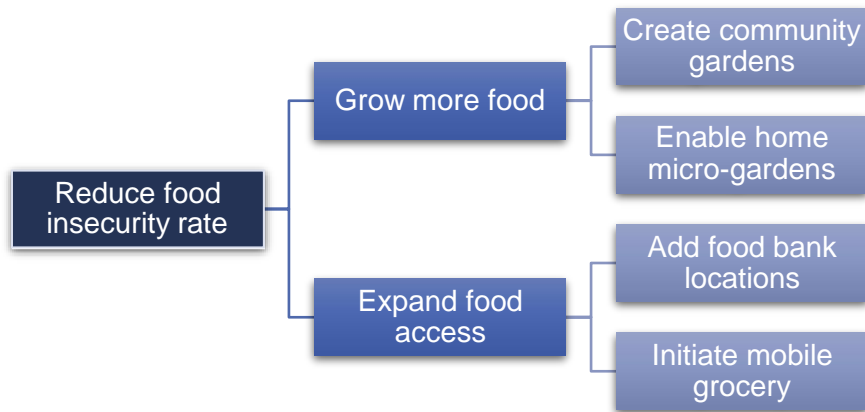 Reduce food
insecurity rate
Grow more food
Create community
gardens
Enable home
micro-gardens
Expand food
access
Add food bank
locations
Initiate mobile
grocery